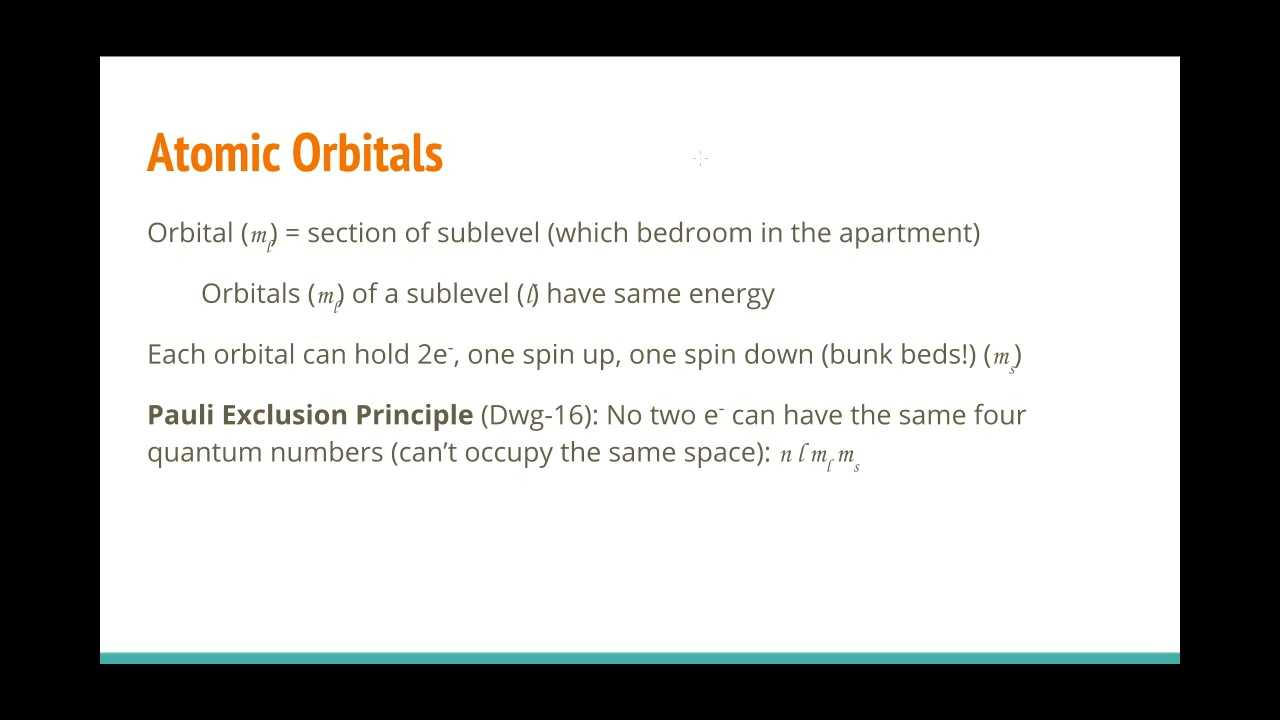 Atomic Orbitals
Orbital (mₗ) = section of sublevel (which bedroom in the apartment)
Orbitals (mₗ) of a sublevel (l) have same energy
Each orbital can hold 2e⁻, one spin up, one spin down (bunk beds!) (mₛ)
Pauli Exclusion Principle (Dwg-16): No two e⁻ can have the same four
quantum numbers (can’t occupy the same space): n l mₗ mₛ